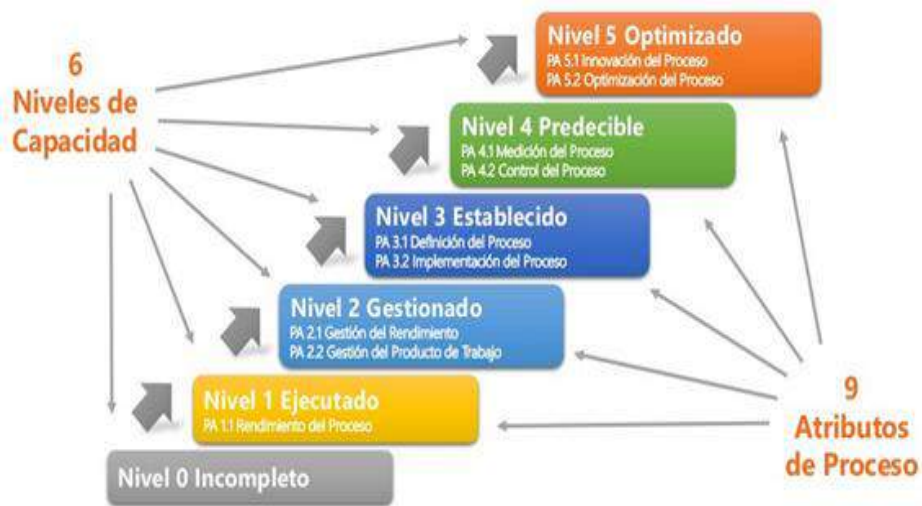 6
Niveles de
Capacidad
Nivel 5 Optimizado
PA 5.1 Innovación del Proceso
PA 5.2 Optimización del Proceso
Nivel 4 Predecible
PA 4.1 Medición del Proceso
PA 4.2 Control del Proceso
Nivel 3 Establecido
PA 3.1 Definición del Proceso
PA 3.2 Implementación del Proceso
Nivel 2 Gestionado
PA 2.1 Gestión del Rendimiento
PA 2.2 Gestión del Producto de Trabajo
Nivel 1 Ejecutado
PA 1.1 Rendimiento del Proceso
Nivel 0 Incompleto
9
Atributos
de Proceso